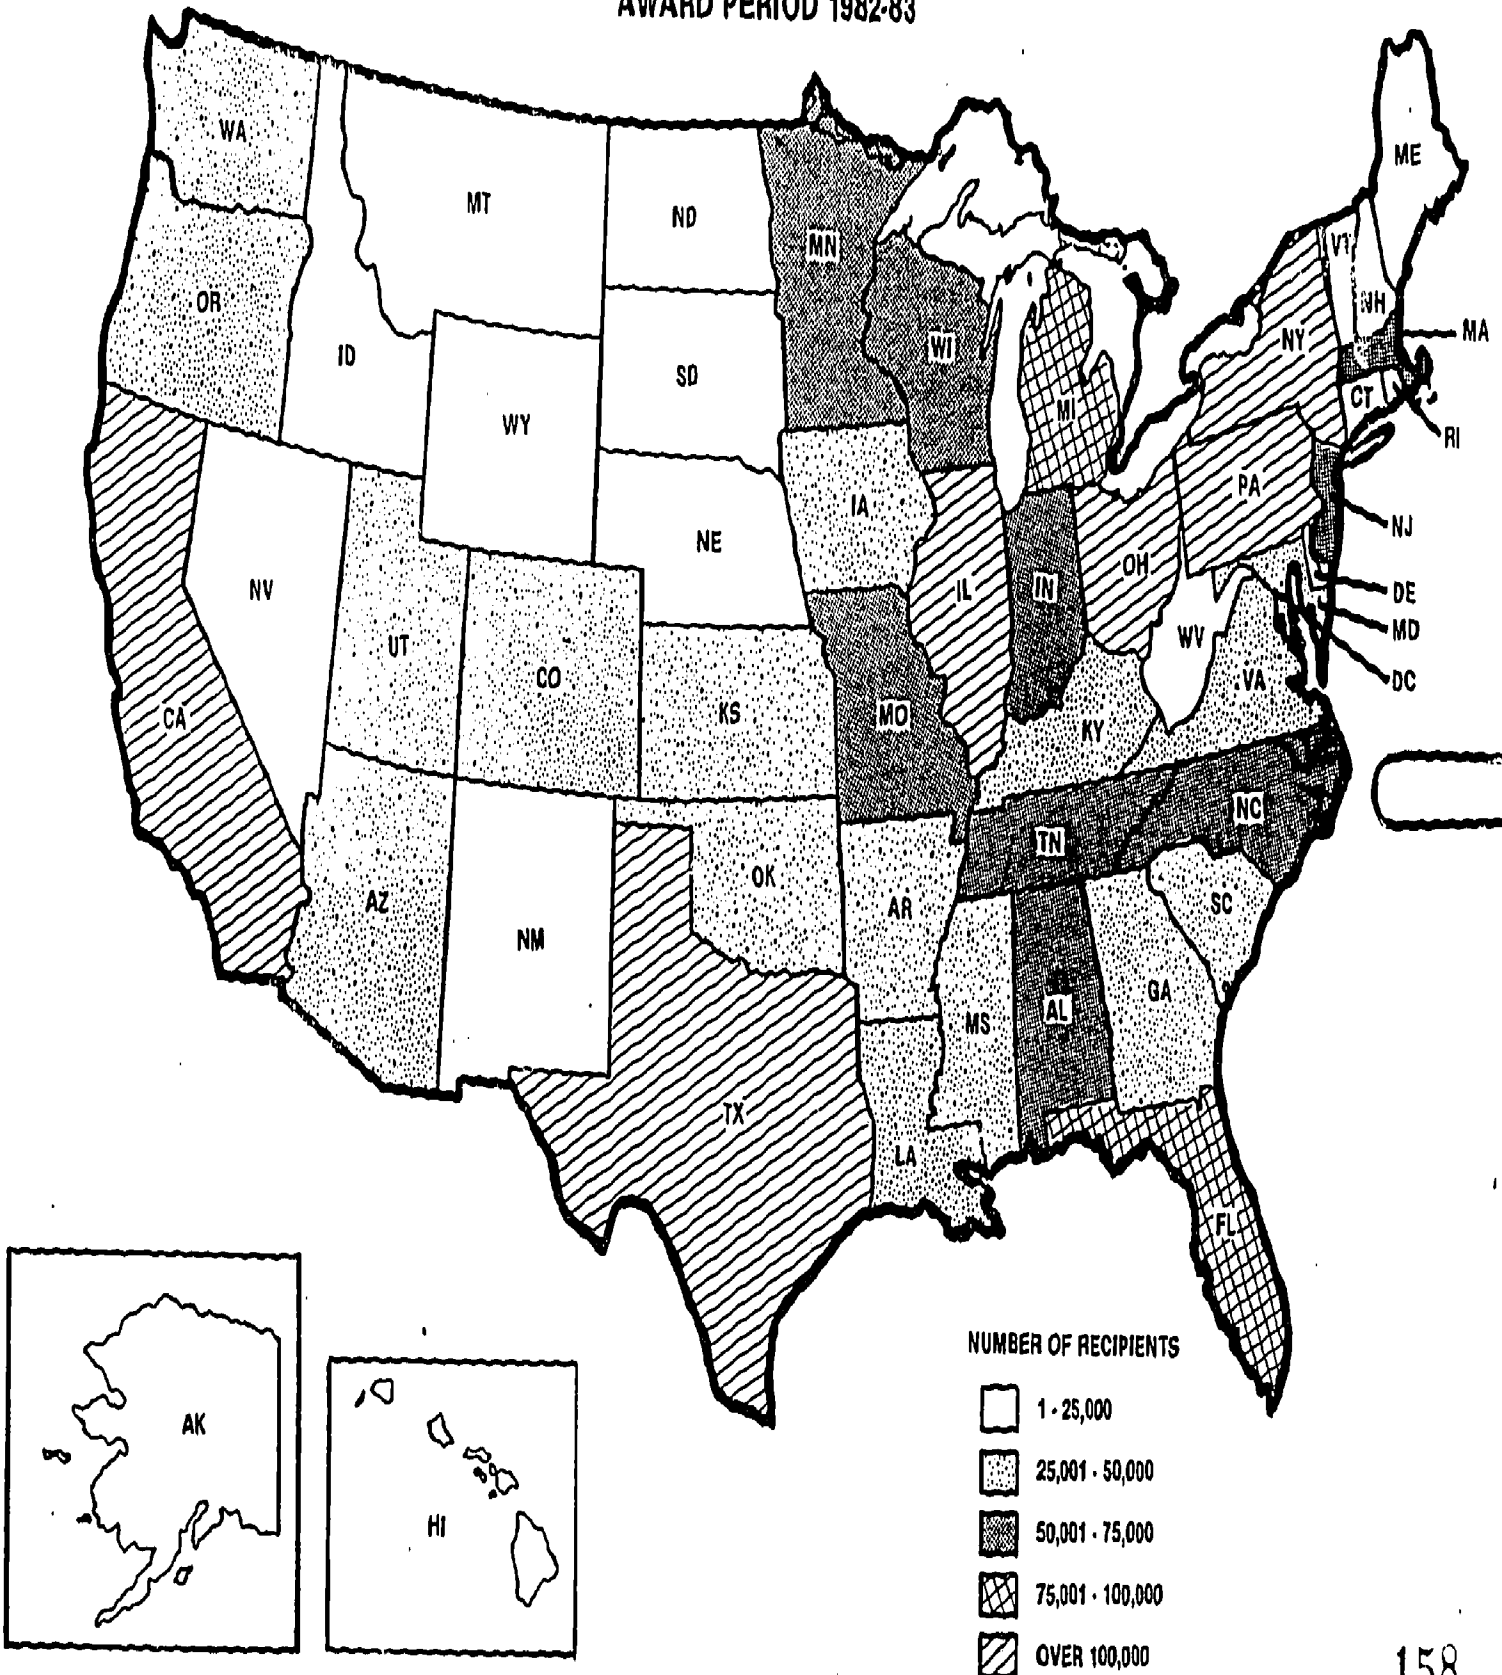 AWARD PERIOD 1982-83
WA
MT
ND
MN
ME
VT
NH
MA
OR
ID
WY
SD
WI
MI
NY
CT
RI
NV
UT
CO
NE
IA
IL
IN
OH
PA
NJ
DE
MD
DC
WV
VA
CA
KS
MO
KY
TN
NC
AZ
NM
OK
AR
SC
MS
AL
GA
TX
LA
FL
AK
HI
NUMBER OF RECIPIENTS
1 - 25,000
25,001 - 50,000
50,001 - 75,000
75,001 - 100,000
OVER 100,000
158